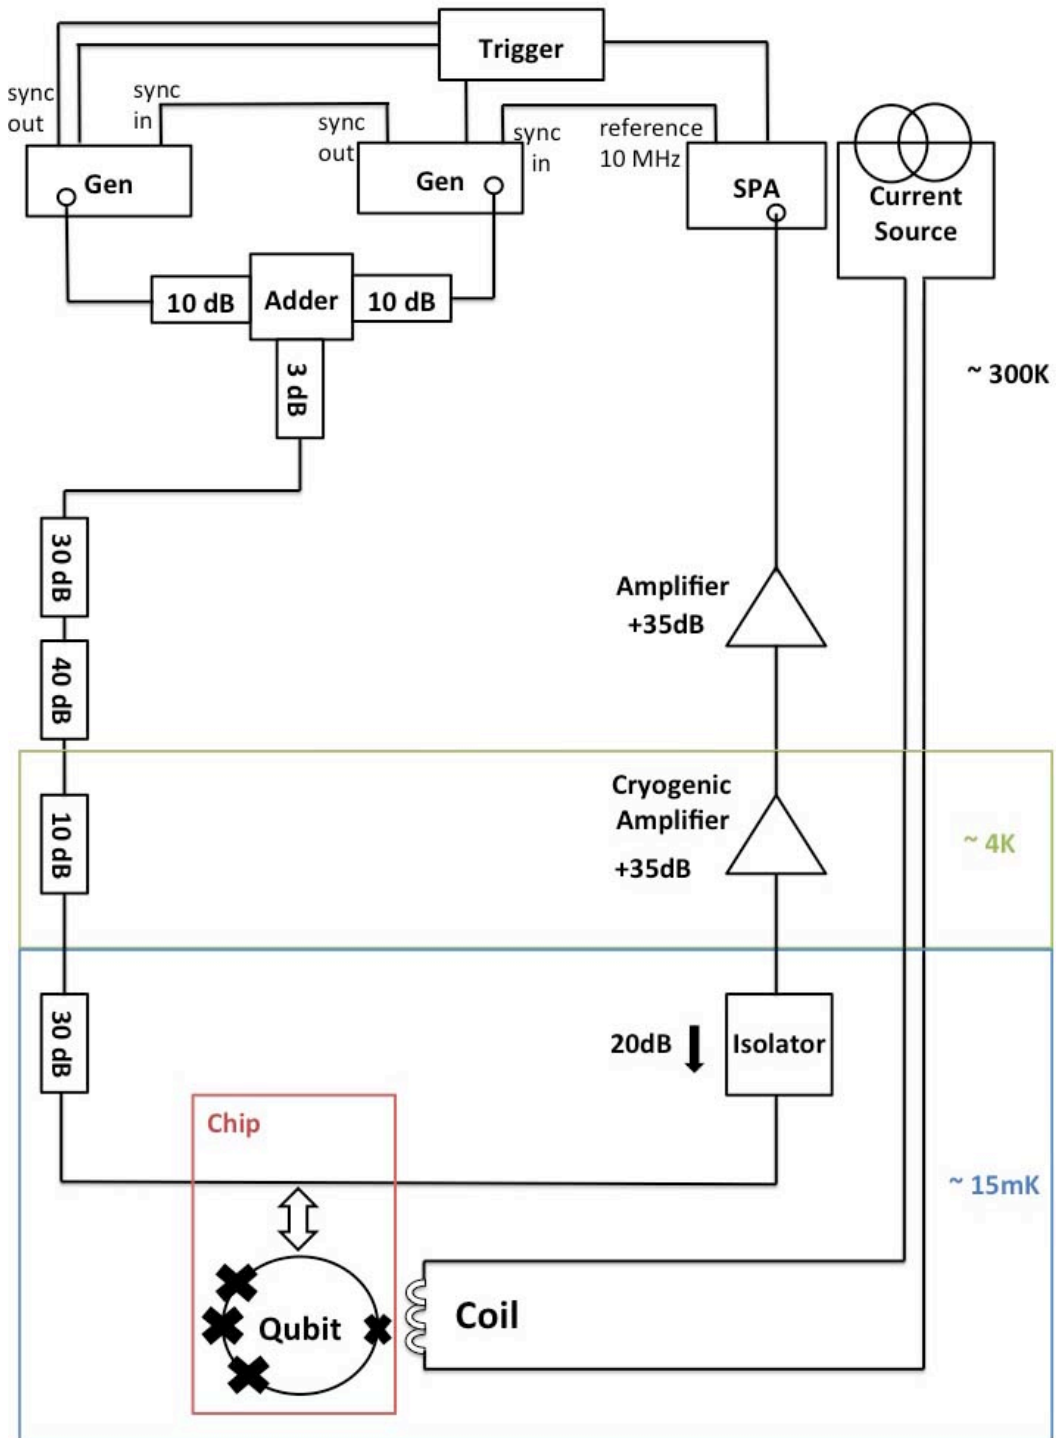 Trigger
sync
out
sync
in
sync
out
sync
in
reference
10 MHz
Gen
Gen
SPA
Current
Source
10 dB
Adder
10 dB
3 dB
~ 300K
30 dB
Amplifier
+35dB
40 dB
Cryogenic
Amplifier
+35dB
10 dB
~ 4K
30 dB
20dB
Isolator
Chip
~ 15mK
Qubit
Coil